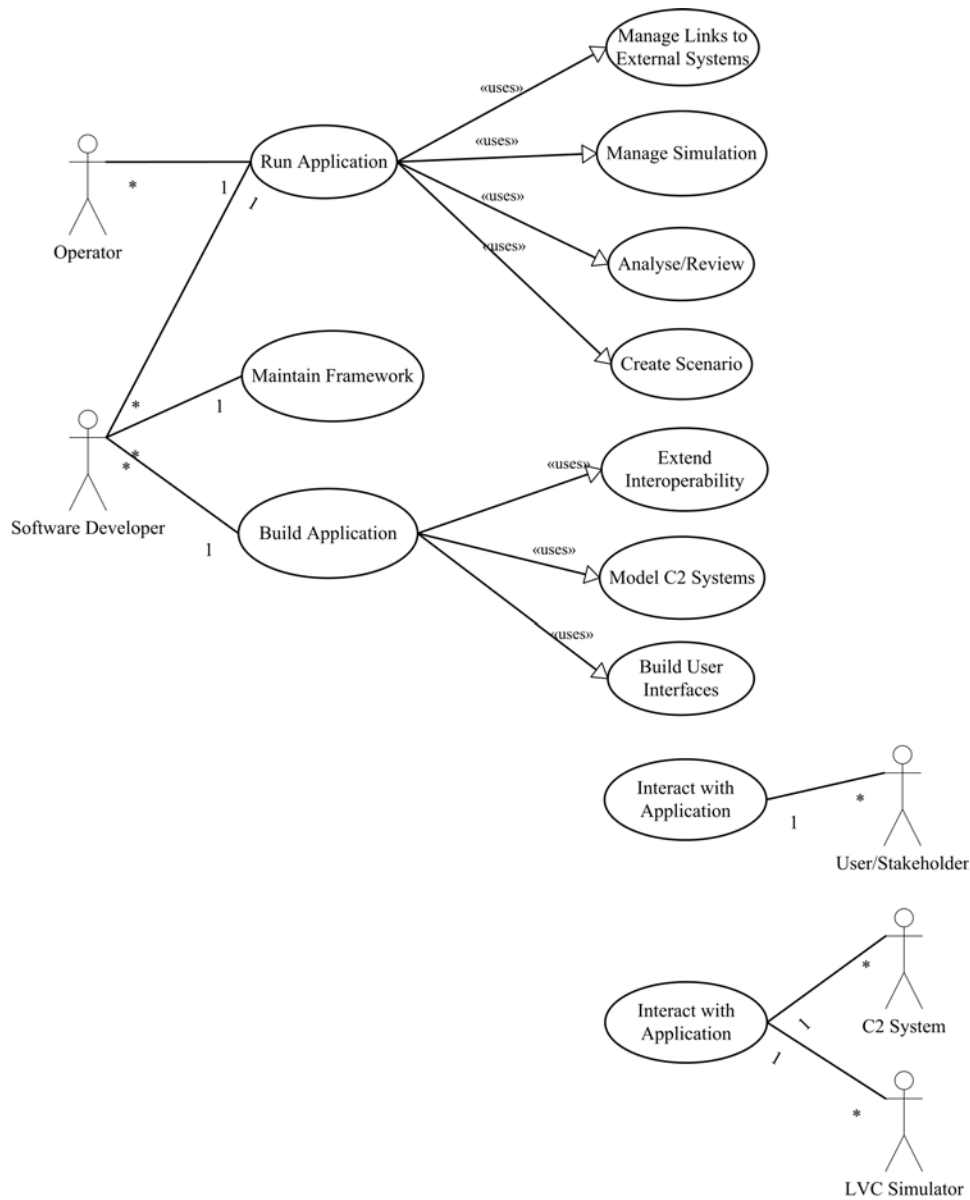 Manage Links to
External Systems
«uses»
Run Application
«uses»
Manage Simulation
*
1
1
Operator
«uses»
«uses»
Analyse/Review
Create Scenario
Maintain Framework
*
1
*
*
Software Developer
Build Application
1
«uses»
Extend
Interoperability
«uses»
Model C2 Systems
«uses»
Build User
Interfaces
Interact with
Application
1
*
User/Stakeholder
Interact with
Application
*
1
1
*
C2 System
LVC Simulator